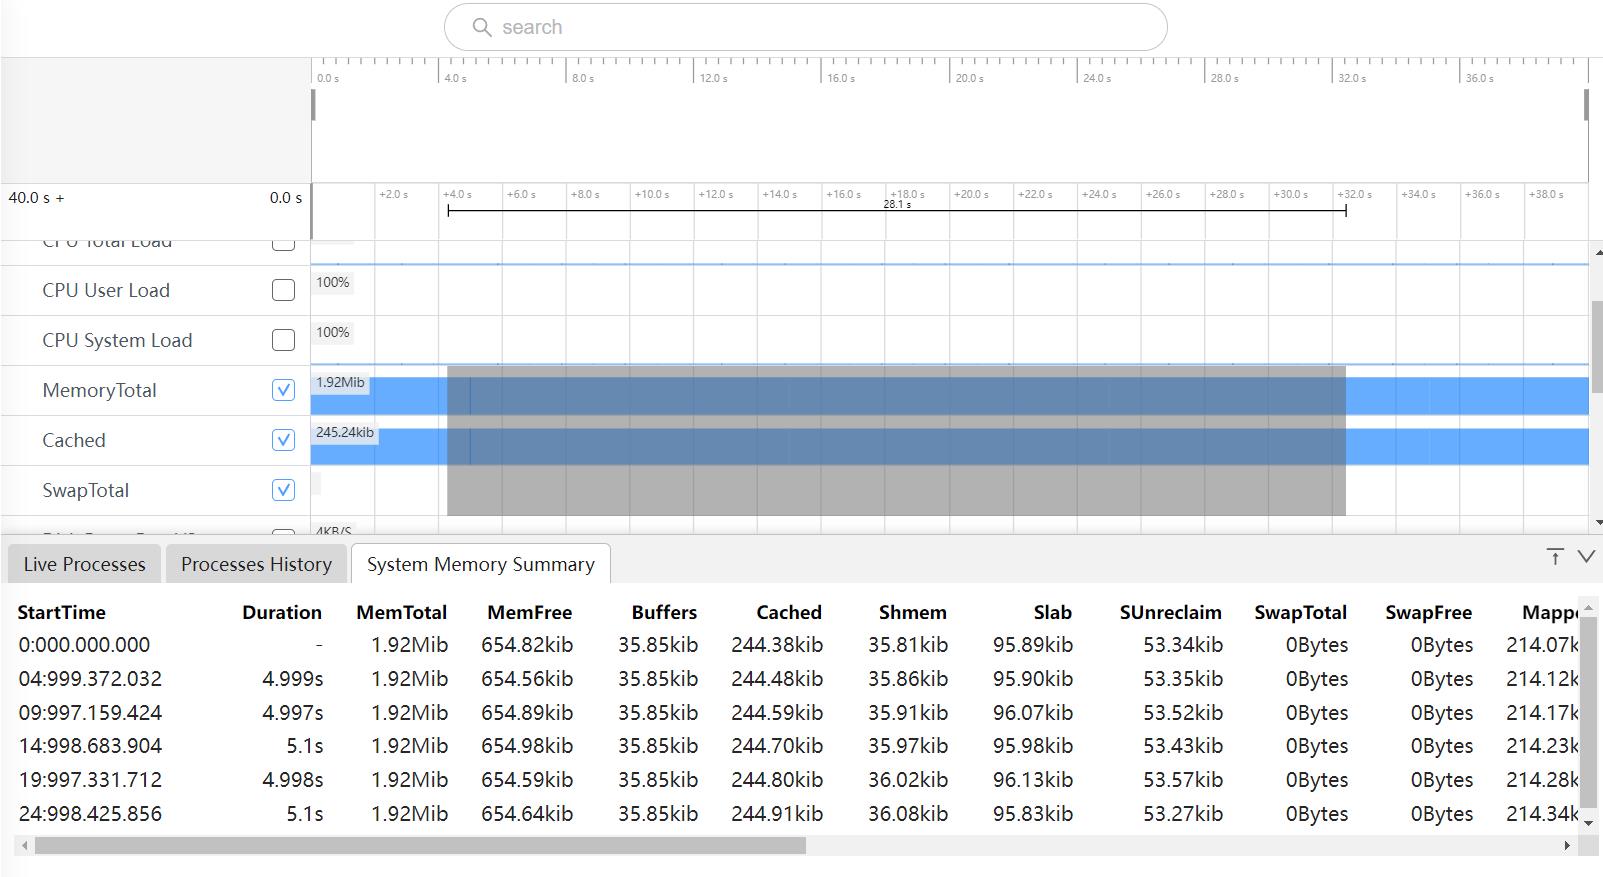 search
0.0 s 4.0 s 8.0 s 12.0 s 16.0 s 20.0 s 24.0 s 28.0 s 32.0 s 36.0 s
40.0 s + 0.0 s +2.0 s +4.0 s +6.0 s +8.0 s +10.0 s +12.0 s +14.0 s +16.0 s +18.0 s +20.0 s +22.0 s +24.0 s +26.0 s +28.0 s +30.0 s +32.0 s +34.0 s +36.0 s +38.0 s
28.1 s
CPU Total Load
CPU User Load 100%
CPU System Load 100%
MemoryTotal 1.92Mib
Cached 245.24kib
SwapTotal
4KB/S
Live Processes Processes History System Memory Summary
StartTime Duration MemTotal MemFree Buffers Cached Shmem Slab SUnreclaim SwapTotal SwapFree Mappe
0:000.000.000 - 1.92Mib 654.82kib 35.85kib 244.38kib 35.81kib 95.89kib 53.34kib 0Bytes 0Bytes 214.07k
04:999.372.032 4.999s 1.92Mib 654.56kib 35.85kib 244.48kib 35.86kib 95.90kib 53.35kib 0Bytes 0Bytes 214.12k
09:997.159.424 4.997s 1.92Mib 654.89kib 35.85kib 244.59kib 35.91kib 96.07kib 53.52kib 0Bytes 0Bytes 214.17k
14:998.683.904 5.1s 1.92Mib 654.98kib 35.85kib 244.70kib 35.97kib 95.98kib 53.43kib 0Bytes 0Bytes 214.23k
19:997.331.712 4.998s 1.92Mib 654.59kib 35.85kib 244.80kib 36.02kib 96.13kib 53.57kib 0Bytes 0Bytes 214.28k
24:998.425.856 5.1s 1.92Mib 654.64kib 35.85kib 244.91kib 36.08kib 95.83kib 53.27kib 0Bytes 0Bytes 214.34k